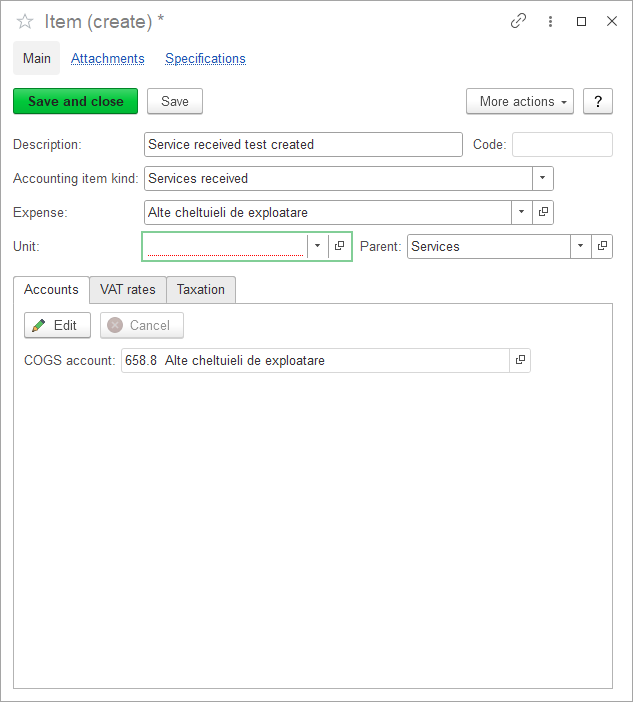 Item (create) *
Main Attachments Specifications
Save and close Save More actions ?
Description: Service received test created Code:
Accounting item kind: Services received
Expense: Alte cheltuieli de exploatare
Unit: Parent: Services
Accounts VAT rates Taxation
Edit Cancel
COGS account: 658.8 Alte cheltuieli de exploatare